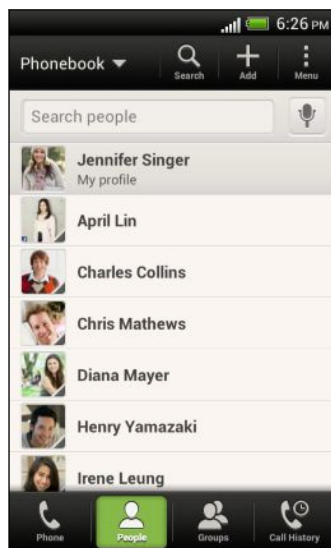 6:26 PM
Phonebook
Search
Add
Menu
Search people
Jennifer Singer
My profile
April Lin
Charles Collins
Chris Mathews
Diana Mayer
Henry Yamazaki
Irene Leung
Phone
People
Groups
Call History